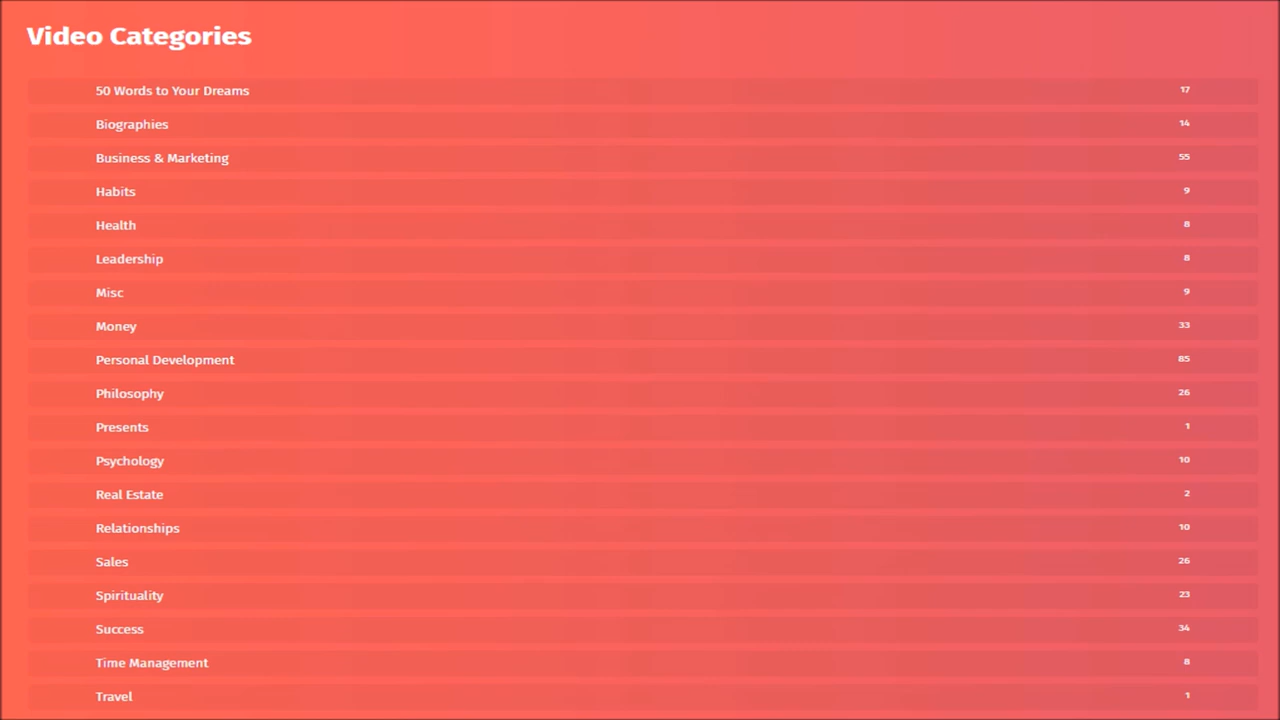 Video Categories
50 Words to Your Dreams 17
Biographies 14
Business & Marketing 55
Habits 9
Health 8
Leadership 8
Misc 9
Money 33
Personal Development 85
Philosophy 26
Presents 1
Psychology 10
Real Estate 2
Relationships 10
Sales 26
Spirituality 23
Success 34
Time Management 8
Travel 1